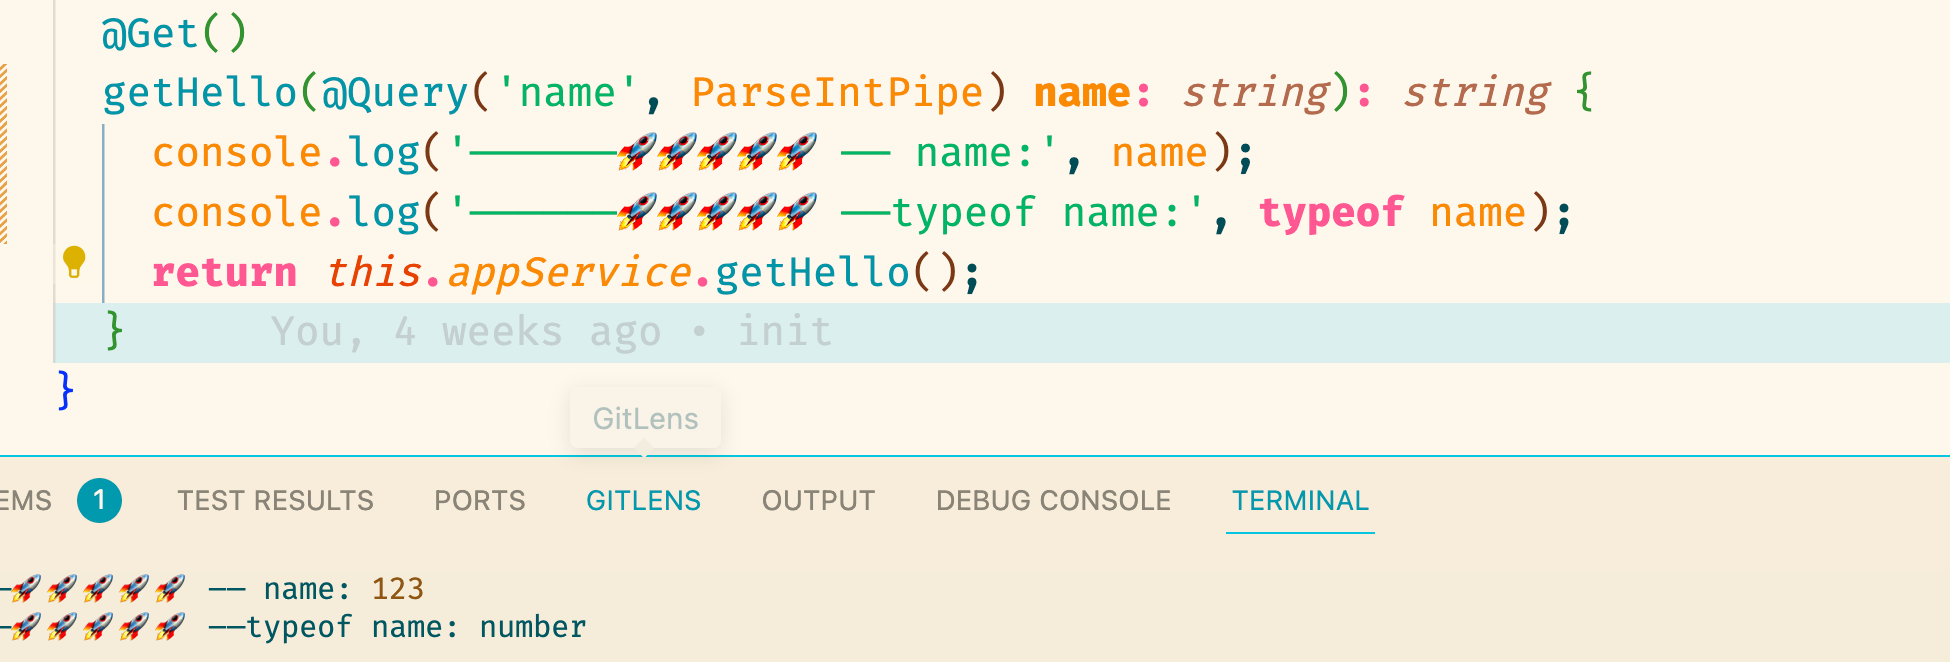 @Get()
getHello(@Query('name', ParseIntPipe) name: string): string {
console.log('------🚀🚀🚀🚀🚀 -- name:', name);
console.log('------🚀🚀🚀🚀🚀 --typeof name:', typeof name);
return this.appService.getHello();
} You, 4 weeks ago • init
}
GitLens
EMS 1 TEST RESULTS PORTS GITLENS OUTPUT DEBUG CONSOLE TERMINAL
-🚀🚀🚀🚀🚀 -- name: 123
-🚀🚀🚀🚀🚀 --typeof name: number